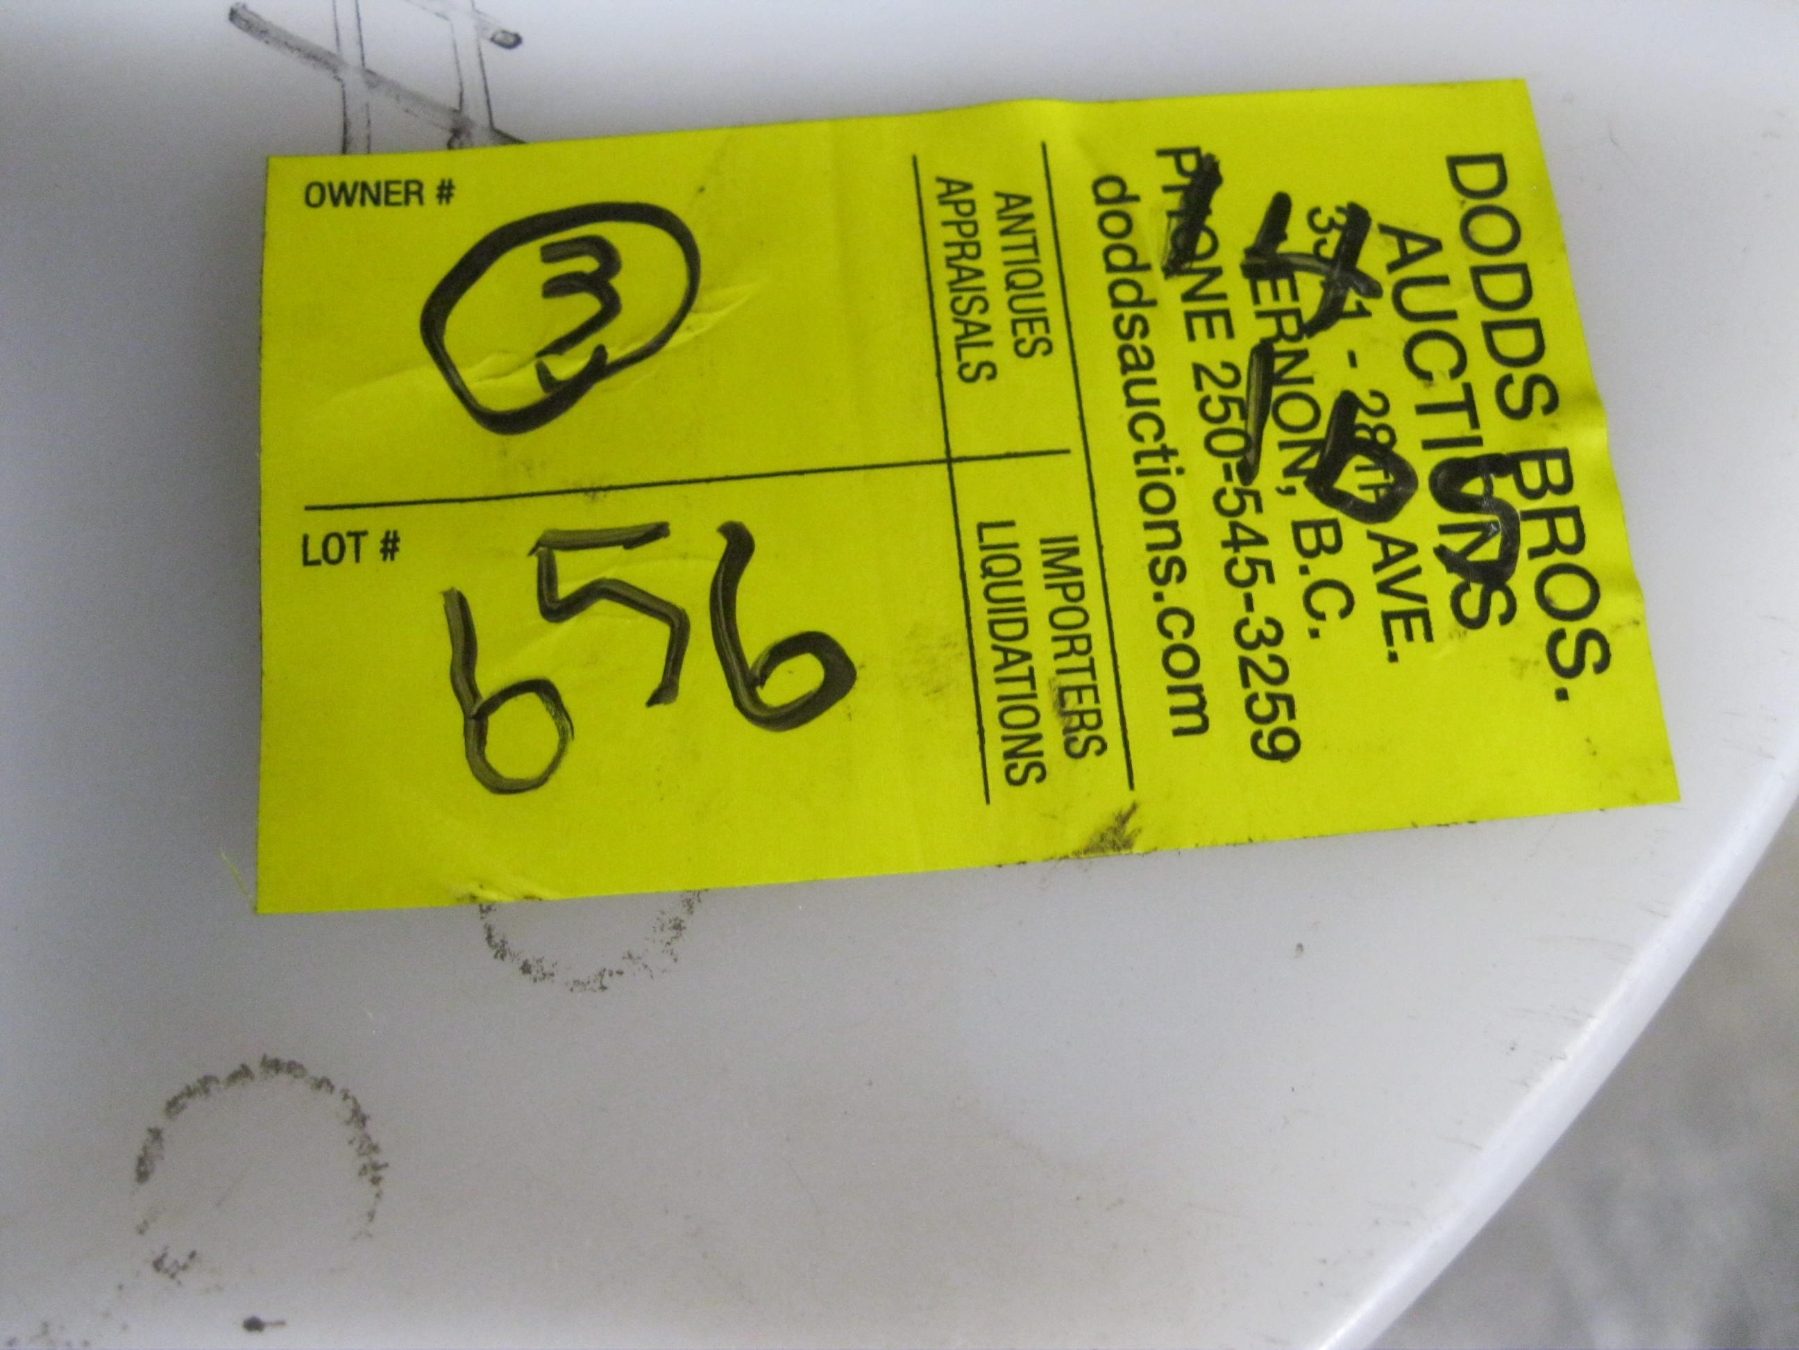 DODDS BROS.
AUCTIONS
28TH AVE.
VERNON, B.C.
PHONE 250-545-3259
doddsauctions.com
ANTIQUES
APPRAISALS
IMPORTERS
LIQUIDATIONS
OWNER #
LOT #
656